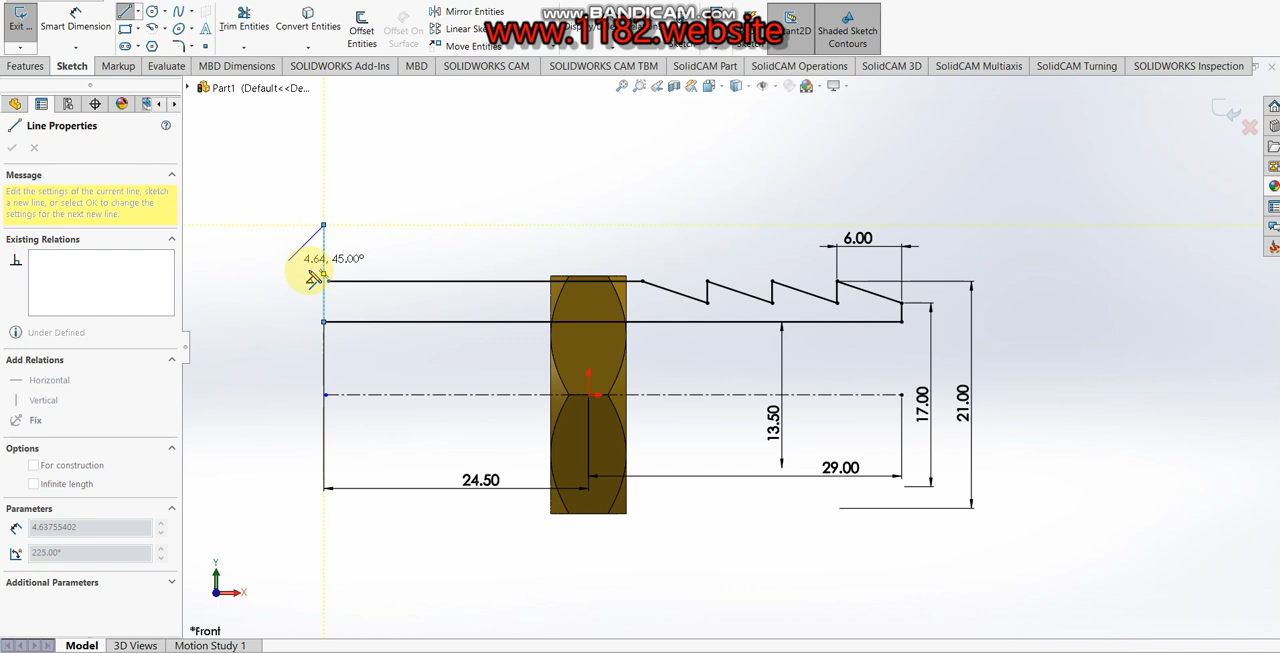 www.BANDICAM.com
www.1182.website
Exit ...
Smart Dimension
Trim Entities
Convert Entities
Offset
Entities
Offset On
Surface
Mirror Entities
Linear Sk
Move Entities
Instant2D
Shaded Sketch
Contours
Features
Sketch
Markup
Evaluate
MBD Dimensions
SOLIDWORKS Add-Ins
MBD
SOLIDWORKS CAM
SOLIDWORKS CAM TBM
SolidCAM Part
SolidCAM Operations
SolidCAM 3D
SolidCAM Multiaxis
SolidCAM Turning
SOLIDWORKS Inspection
Part1 (Default<<De...
Line Properties
Message
Edit the settings of the current line, sketch
a new line, or select OK to change the
settings for the next new line.
Existing Relations
Under Defined
Add Relations
Horizontal
Vertical
Fix
Options
For construction
Infinite length
Parameters
4.63755402
225.00°
Additional Parameters
4.64, 45.00°
6.00
13.50
17.00
21.00
24.50
29.00
Y
X
*Front
Model
3D Views
Motion Study 1